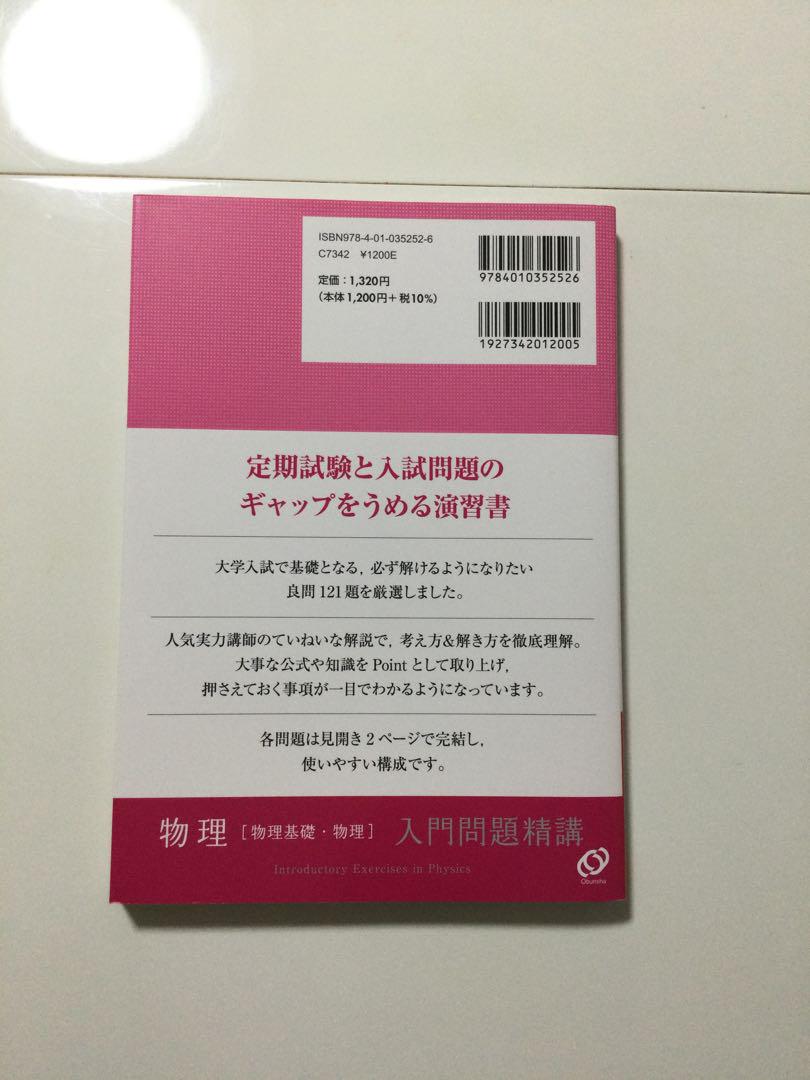 ISBN978-4-01-035252-6
C7342 ¥1200E
定価：1,320円
（本体1,200円＋税10%）
9784010352526
1927342012005
定期試験と入試問題の
ギャップをうめる演習書
大学入試で基礎となる，必ず解けるようになりたい
良問121題を厳選しました。
人気実力講師のていねいな解説で，考え方&解き方を徹底理解。
大事な公式や知識をPointとして取り上げ，
押さえておく事項が一目でわかるようになっています。
各問題は見開き2ページで完結し，
使いやすい構成です。
物理［物理基礎・物理］ 入門問題精講
Introductory Exercises in Physics
Obunsha